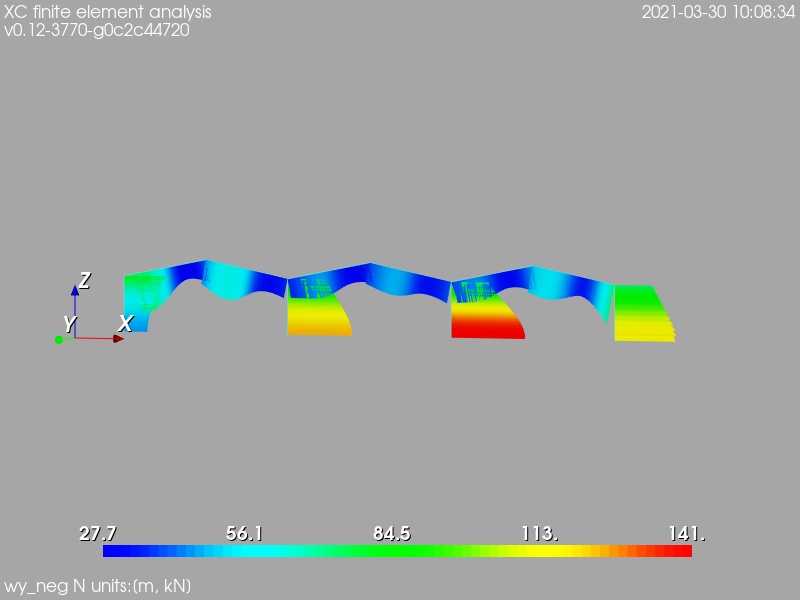 XC finite element analysis
2021-03-30 10:08:34
v0.12-3770-g0c2c44720
Z
Y
X
27.7 56.1 84.5 113. 141.
wy_neg N units:[m, kN]